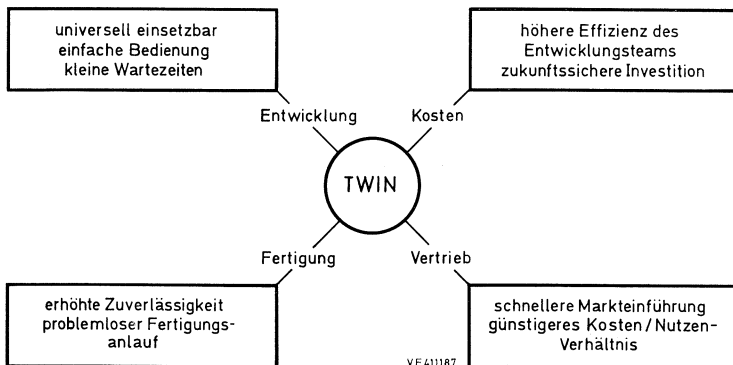 universell einsetzbar
einfache Bedienung
kleine Wartezeiten
höhere Effizienz des
Entwicklungsteams
zukunftssichere Investition
Entwicklung
Kosten
TWIN
Fertigung
Vertrieb
erhöhte Zuverlässigkeit
problemloser Fertigungs-
anlauf
schnellere Markteinführung
günstigeres Kosten/Nutzen-
Verhältnis
VE411187